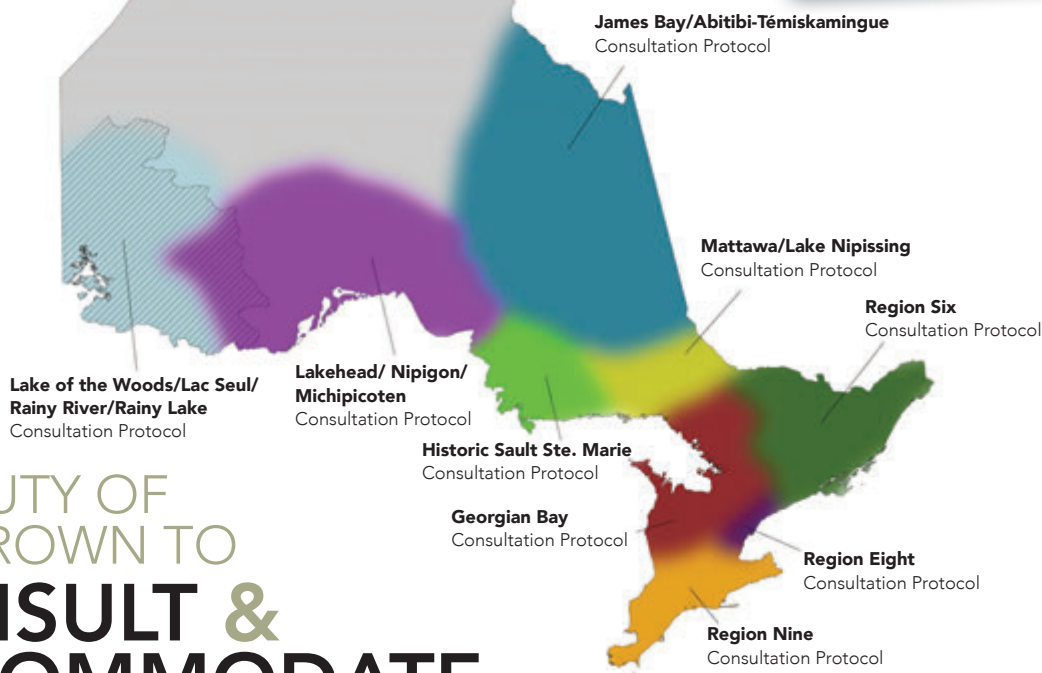 James Bay/Abitibi-Témiskamingue
Consultation Protocol
Mattawa/Lake Nipissing
Consultation Protocol
Region Six
Consultation Protocol
Lake of the Woods/Lac Seul/
Rainy River/Rainy Lake
Consultation Protocol
Lakehead/ Nipigon/
Michipicoten
Consultation Protocol
Historic Sault Ste. Marie
Consultation Protocol
Georgian Bay
Consultation Protocol
Region Eight
Consultation Protocol
Region Nine
Consultation Protocol
UTY OF
ROWN TO
NSULT &
OMMODATE